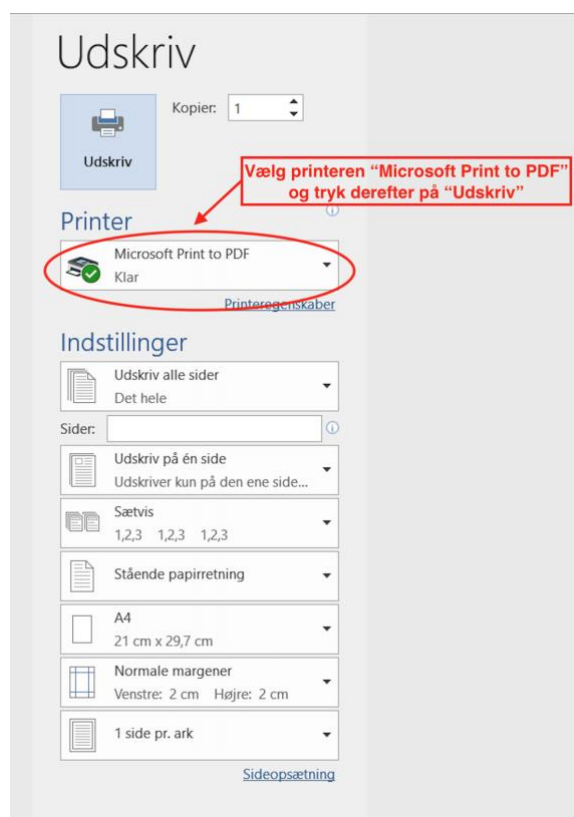 Udskriv
Kopier: 1
Udskriv
Vælg printeren “Microsoft Print to PDF”
og tryk derefter på “Udskriv”
Printer
Microsoft Print to PDF
Klar
Printeregenskaber
Indstillinger
Udskriv alle sider
Det hele
Sider:
Udskriv på én side
Udskriver kun på den ene side...
Sætvis
1,2,3 1,2,3 1,2,3
Stående papirretning
A4
21 cm x 29,7 cm
Normale margener
Venstre: 2 cm Højre: 2 cm
1 side pr. ark
Sideopsætning